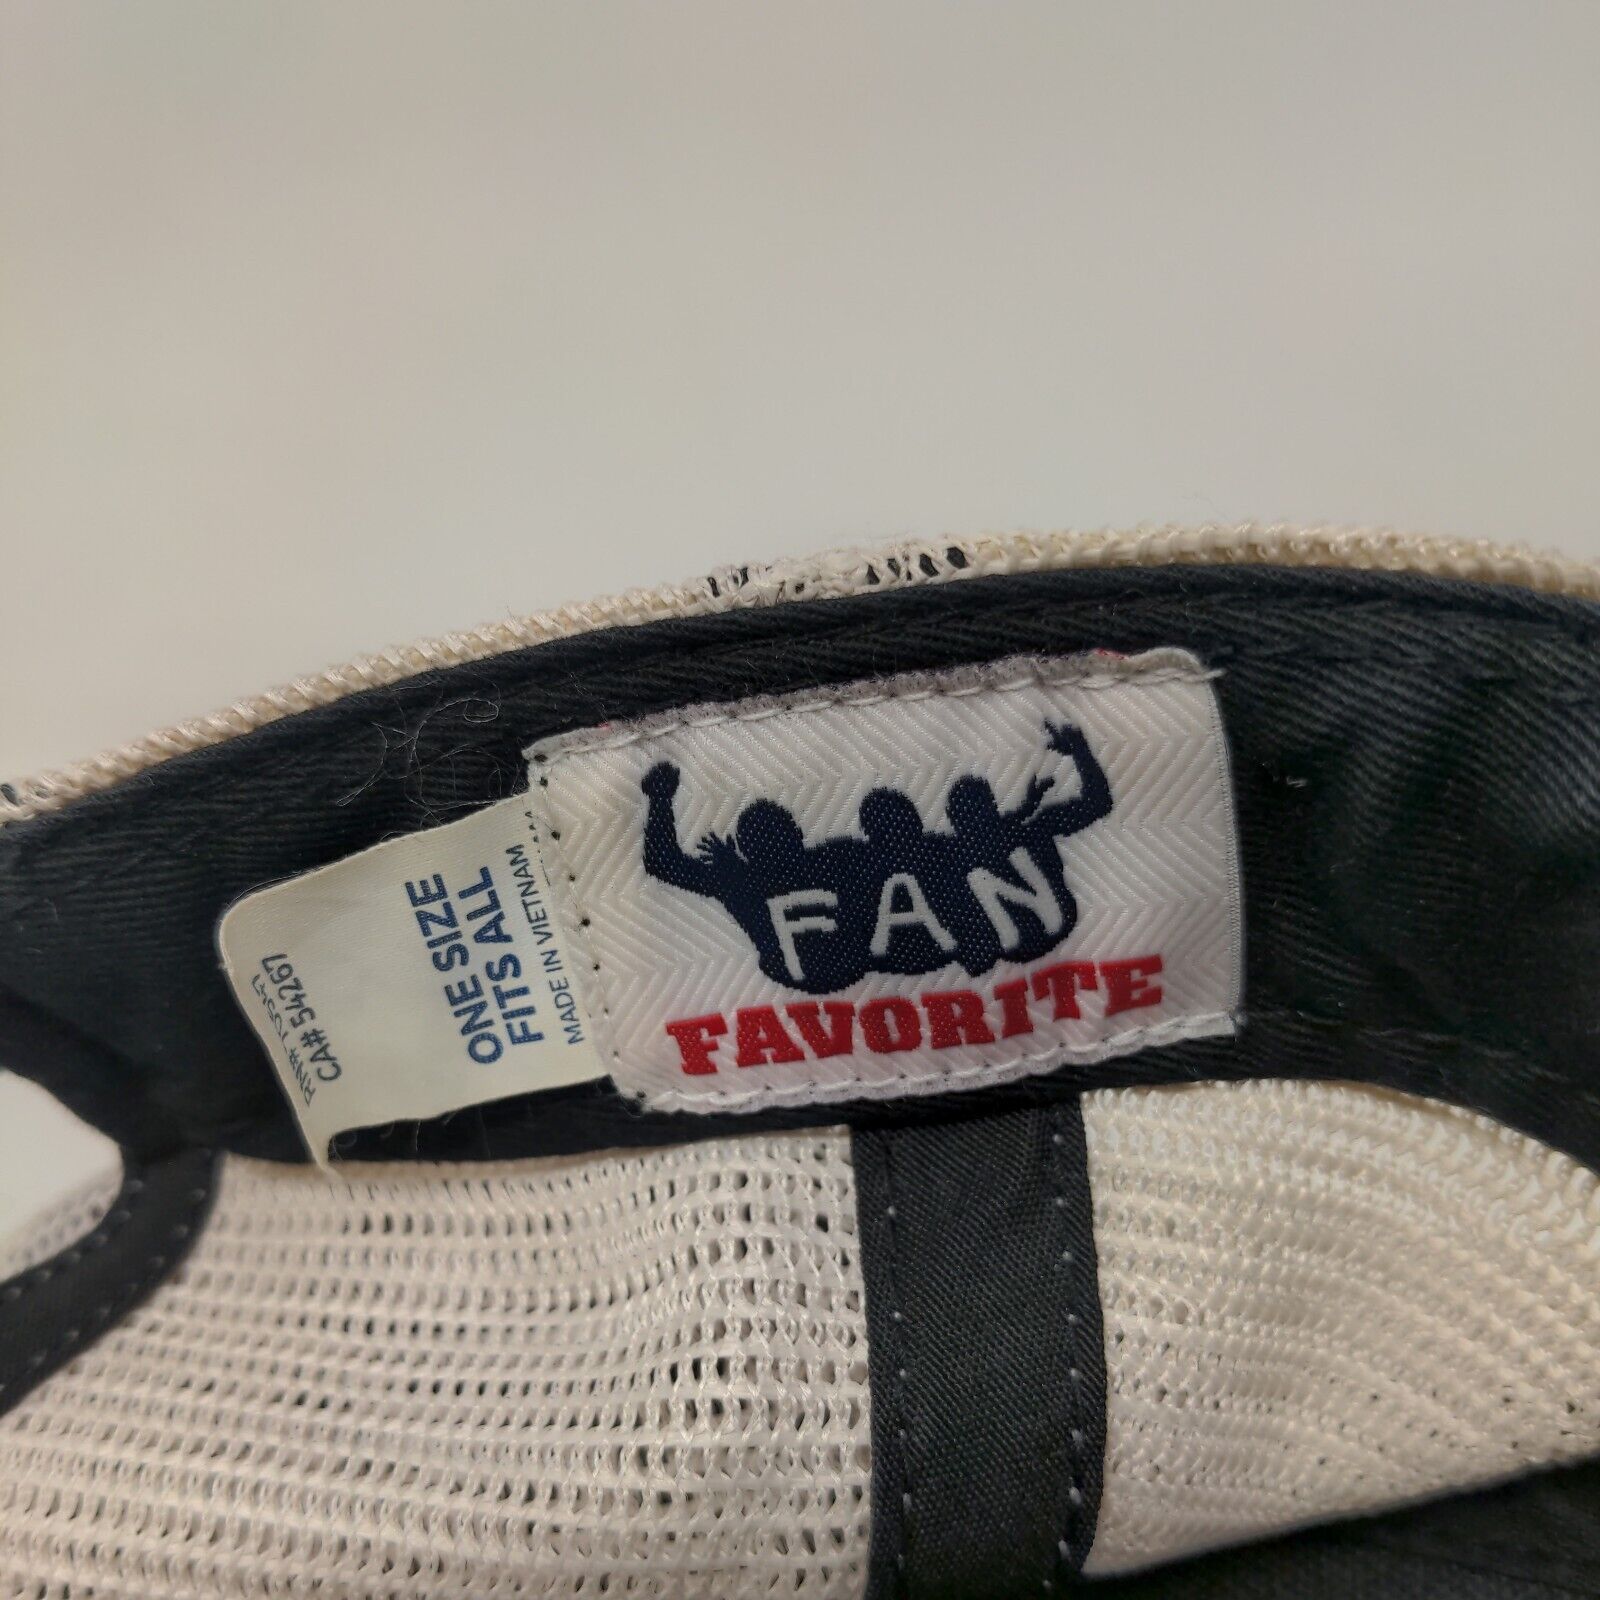 FAN
FAVORITE
ONE SIZE
FITS ALL
MADE IN VIETNAM
CA# 54267